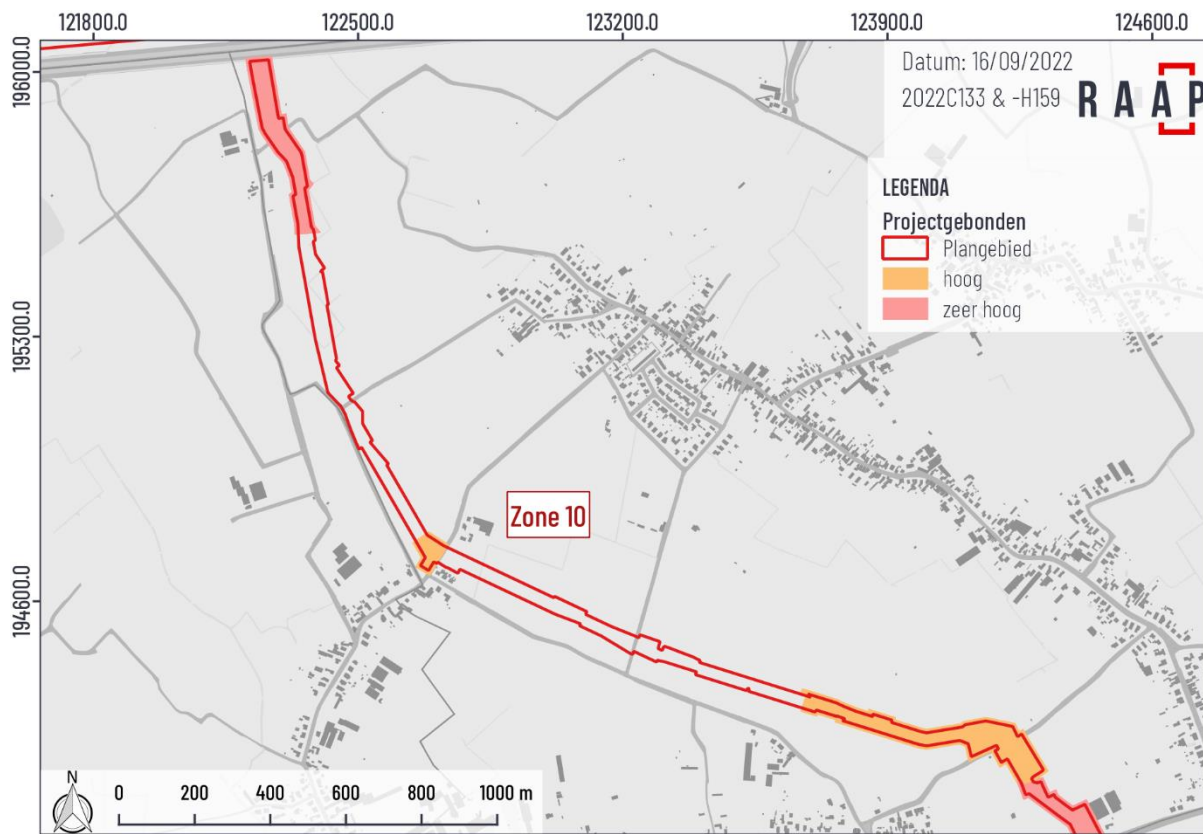 121800.0 122500.0 123200.0 123900.0 124600.0
196000.0
195300.0
194600.0
Datum: 16/09/2022
2022C133 & -H159
RAAP
LEGENDA
Projectgebonden
Plangebied
hoog
zeer hoog
Zone 10
N
0 200 400 600 800 1000 m